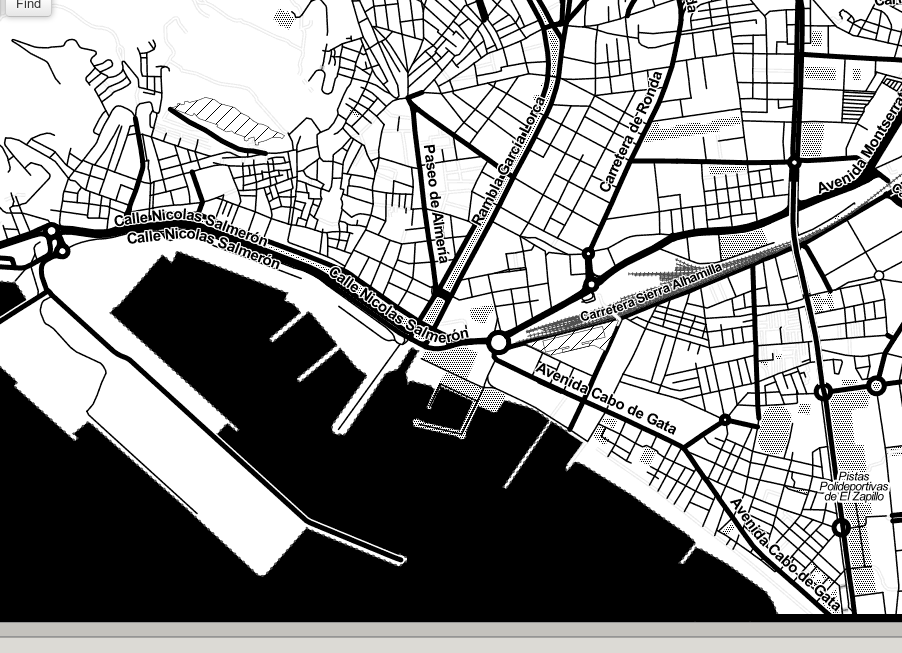 Find
Carretera de Ronda
Rambla García Lorca
Paseo de Almería
Avenida Montserrat
Calle Nicolas Salmerón
Calle Nicolas Salmerón
Calle Nicolas Salmerón
Carretera Sierra Alhamilla
Avenida Cabo de Gata
Pistas
Polideportivas
de El Zapillo
Avenida Cabo de Gata